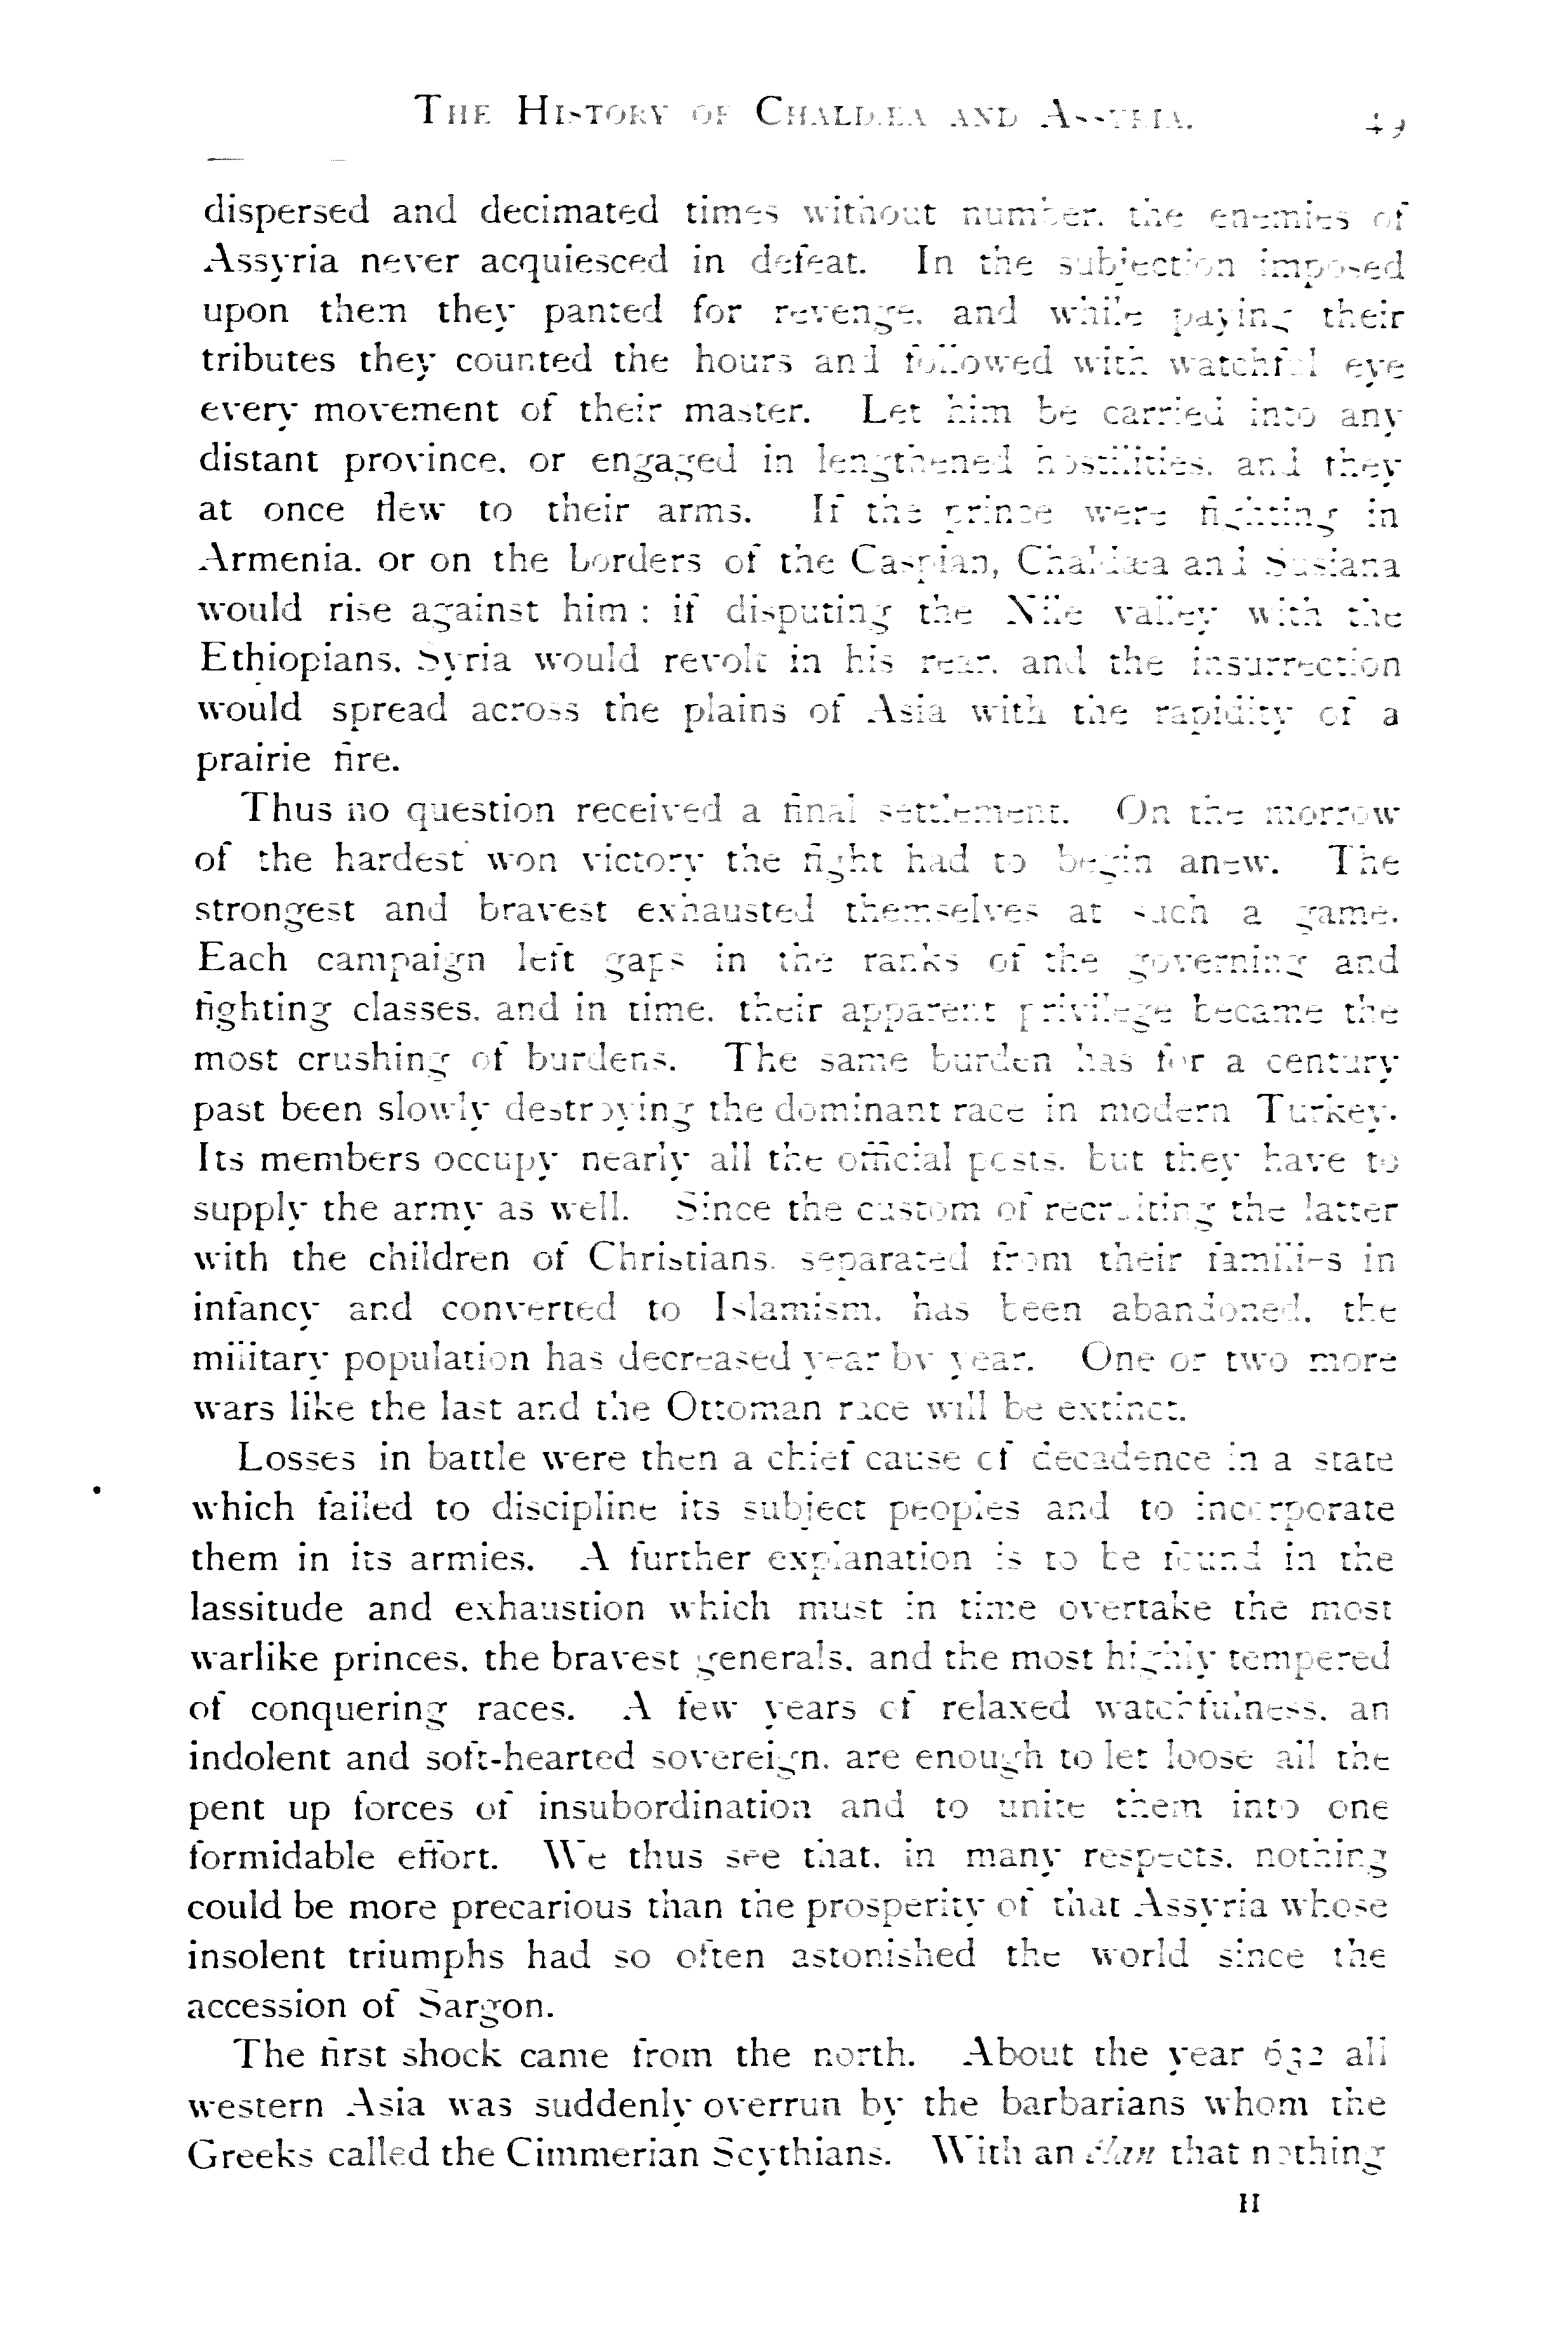 THE HISTORY OF CHALDÆA AND ASSYRIA. 49
dispersed and decimated times without number, the enemies of
Assyria never acquiesced in defeat. In the subjection imposed
upon them they panted for revenge, and while paying their
tributes they counted the hours and followed with watchful eye
every movement of their master. Let him be carried into any
distant province, or engaged in lengthened hostilities, and they
at once flew to their arms. If the prince were fighting in
Armenia, or on the borders of the Caspian, Chaldæa and Susiana
would rise against him : if disputing the Nile valley with the
Ethiopians, Syria would revolt in his rear, and the insurrection
would spread across the plains of Asia with the rapidity of a
prairie fire.
Thus no question received a final settlement. On the morrow
of the hardest won victory the fight had to begin anew. The
strongest and bravest exhausted themselves at such a game.
Each campaign left gaps in the ranks of the governing and
fighting classes, and in time, their apparent privilege became the
most crushing of burdens. The same burden has for a century
past been slowly destroying the dominant race in modern Turkey.
Its members occupy nearly all the official posts, but they have to
supply the army as well. Since the custom of recruiting the latter
with the children of Christians, separated from their families in
infancy and converted to Islamism, has been abandoned, the
military population has decreased year by year. One or two more
wars like the last and the Ottoman race will be extinct.
Losses in battle were then a chief cause of decadence in a state
which failed to discipline its subject peoples and to incorporate
them in its armies. A further explanation is to be found in the
lassitude and exhaustion which must in time overtake the most
warlike princes, the bravest generals, and the most highly tempered
of conquering races. A few years of relaxed watchfulness, an
indolent and soft-hearted sovereign, are enough to let loose all the
pent up forces of insubordination and to unite them into one
formidable effort. We thus see that, in many respects, nothing
could be more precarious than the prosperity of that Assyria whose
insolent triumphs had so often astonished the world since the
accession of Sargon.
The first shock came from the north. About the year 632 all
western Asia was suddenly overrun by the barbarians whom the
Greeks called the Cimmerian Scythians. With an élan that nothing
II